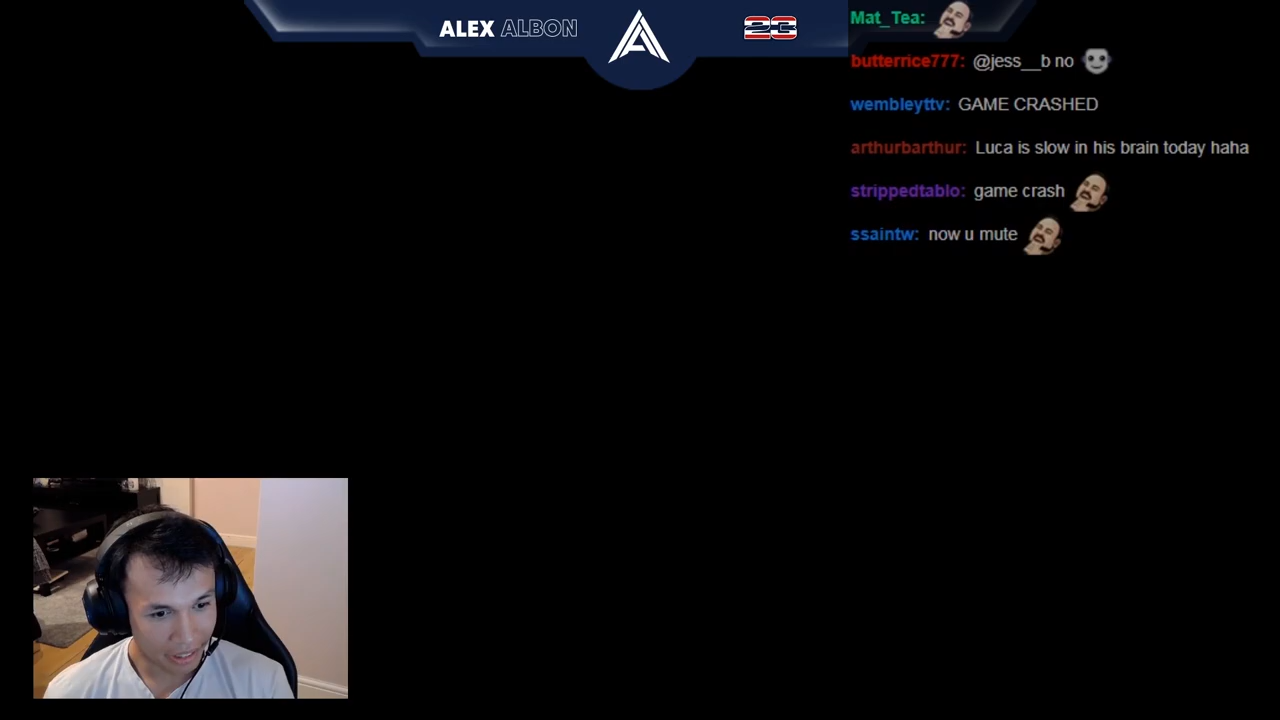 ALEX ALBON
23
Mat_Tea:
butterrice777: @jess__b no
wembleyttv: GAME CRASHED
arthurbarthur: Luca is slow in his brain today haha
strippedtablo: game crash
ssaintw: now u mute